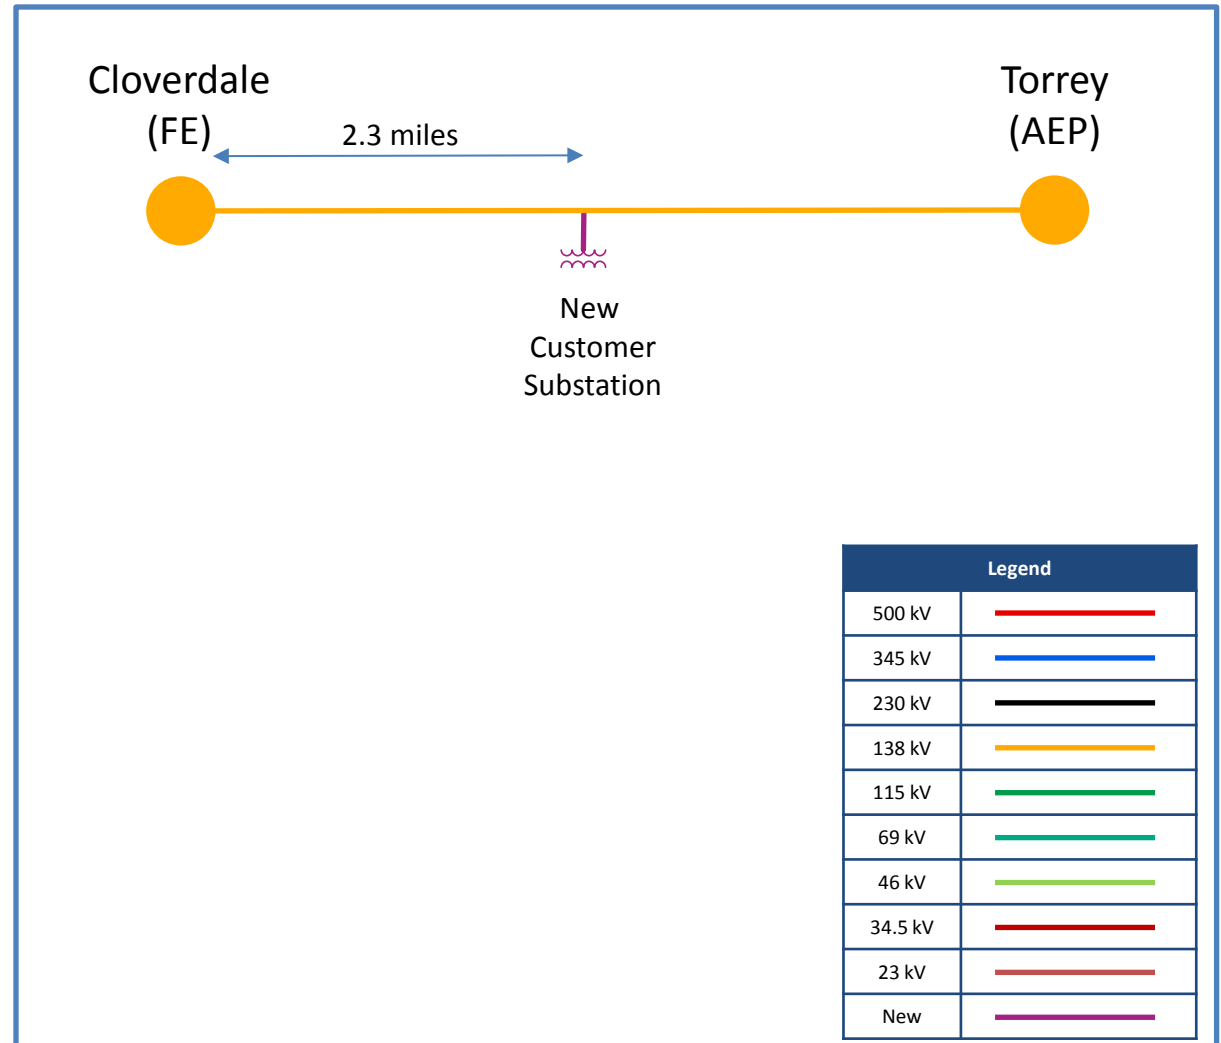 Cloverdale
(FE)
2.3 miles
Torrey
(AEP)
New
Customer
Substation
Legend
500 kV
345 kV
230 kV
138 kV
115 kV
69 kV
46 kV
34.5 kV
23 kV
New